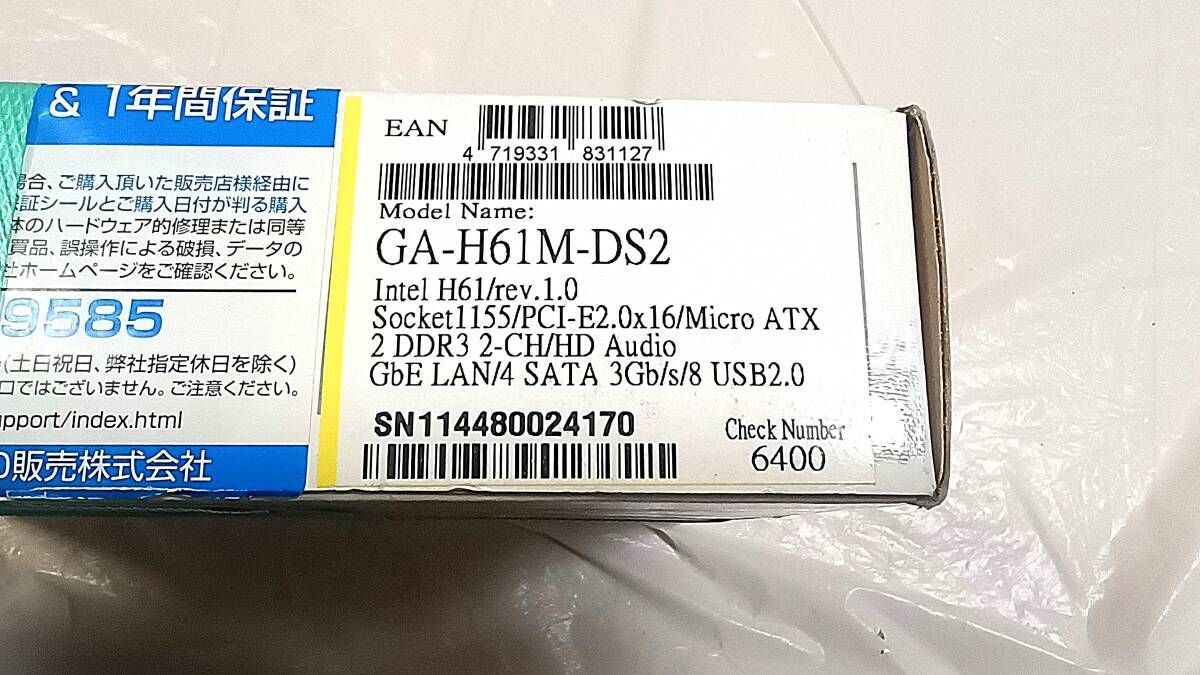 & 1年間保証
場合、ご購入頂いた販売店様経由に
証シールとご購入日付が判る購入
体のハードウェア的修理または同等
買品、誤操作による破損、データの
社ホームページをご確認ください。
9585
(土日祝日、弊社指定休日を除く)
口ではございません。ご注意ください。
upport/index.html
販売株式会社
EAN
4 719331 831127
Model Name:
GA-H61M-DS2
Intel H61/rev.1.0
Socket1155/PCI-E2.0x16/Micro ATX
2 DDR3 2-CH/HD Audio
GbE LAN/4 SATA 3Gb/s/8 USB2.0
SN114480024170
Check Number
6400